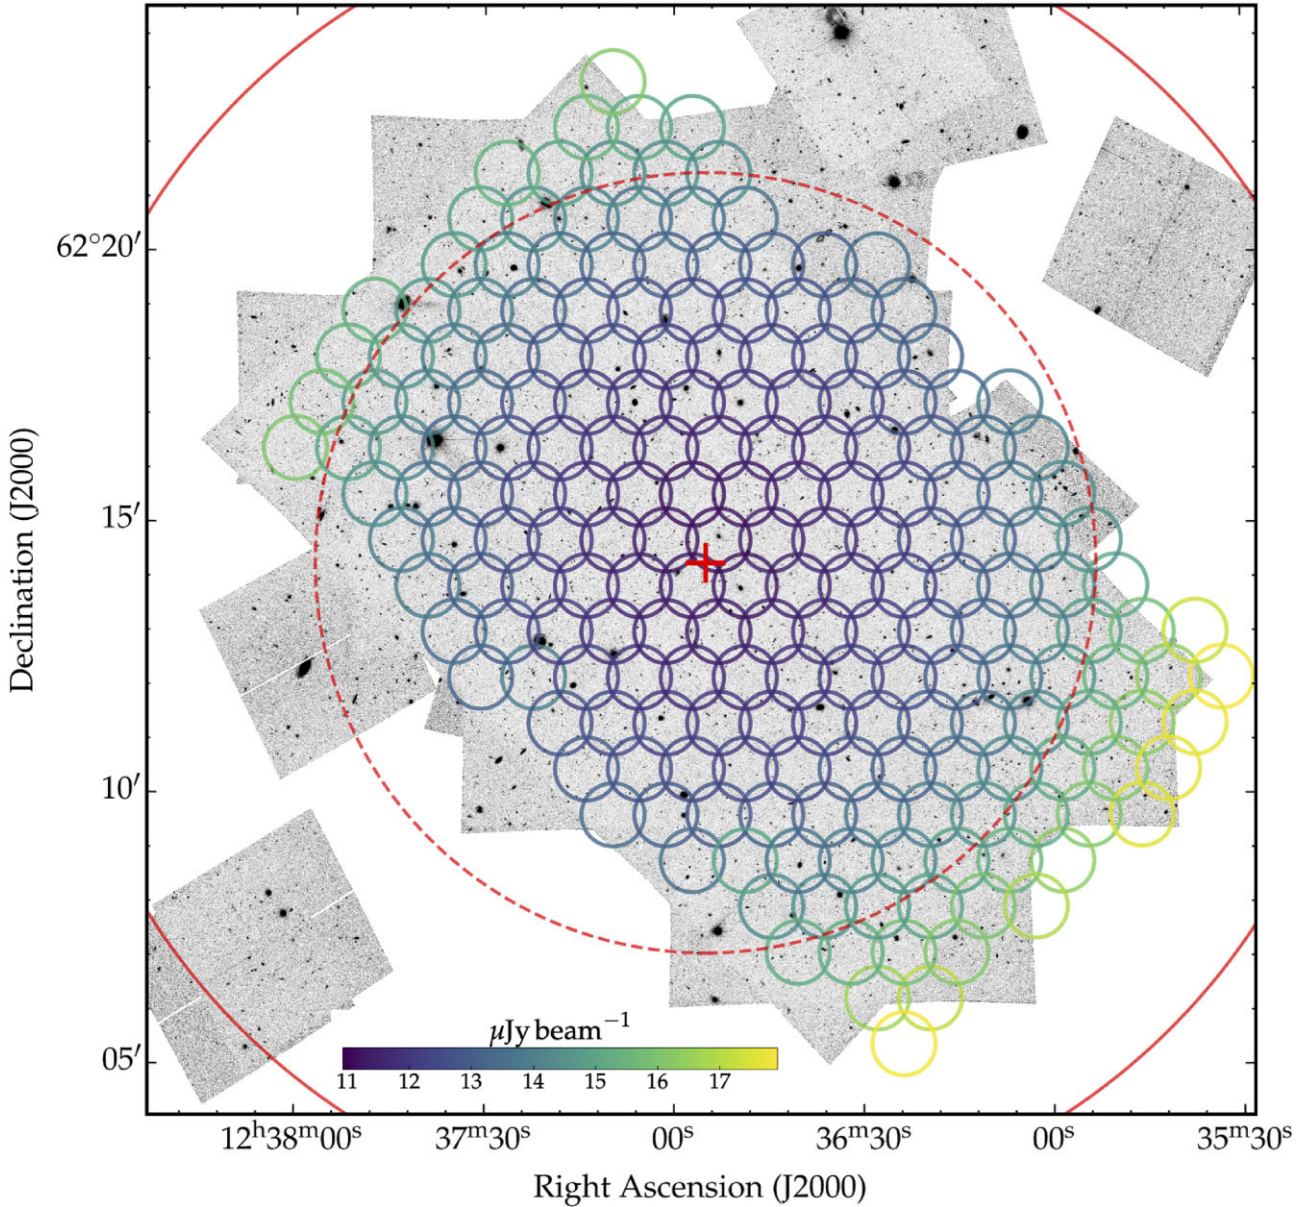 Declination (J2000)
62°20′
15′
10′
05′
μJy beam⁻¹
11 12 13 14 15 16 17
12ʰ38ᵐ00ˢ 37ᵐ30ˢ 00ˢ 36ᵐ30ˢ 00ˢ 35ᵐ30ˢ
Right Ascension (J2000)